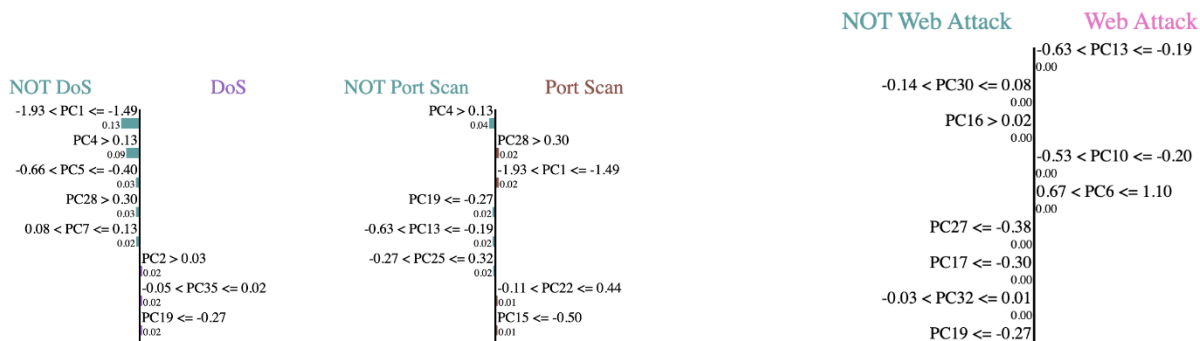 NOT DoS DoS
-1.93 < PC1 <= -1.49
0.13
PC4 > 0.13
0.09
-0.66 < PC5 <= -0.40
0.03
PC28 > 0.30
0.03
0.08 < PC7 <= 0.13
0.02
PC2 > 0.03
0.02
-0.05 < PC35 <= 0.02
0.02
PC19 <= -0.27
0.02
NOT Port Scan Port Scan
PC4 > 0.13
0.04
PC28 > 0.30
0.02
-1.93 < PC1 <= -1.49
0.02
PC19 <= -0.27
0.02
-0.63 < PC13 <= -0.19
0.02
-0.27 < PC25 <= 0.32
0.02
-0.11 < PC22 <= 0.44
0.01
PC15 <= -0.50
0.01
NOT Web Attack Web Attack
-0.63 < PC13 <= -0.19
0.00
-0.14 < PC30 <= 0.08
0.00
PC16 > 0.02
0.00
-0.53 < PC10 <= -0.20
0.00
0.67 < PC6 <= 1.10
0.00
PC27 <= -0.38
0.00
PC17 <= -0.30
0.00
-0.03 < PC32 <= 0.01
0.00
PC19 <= -0.27